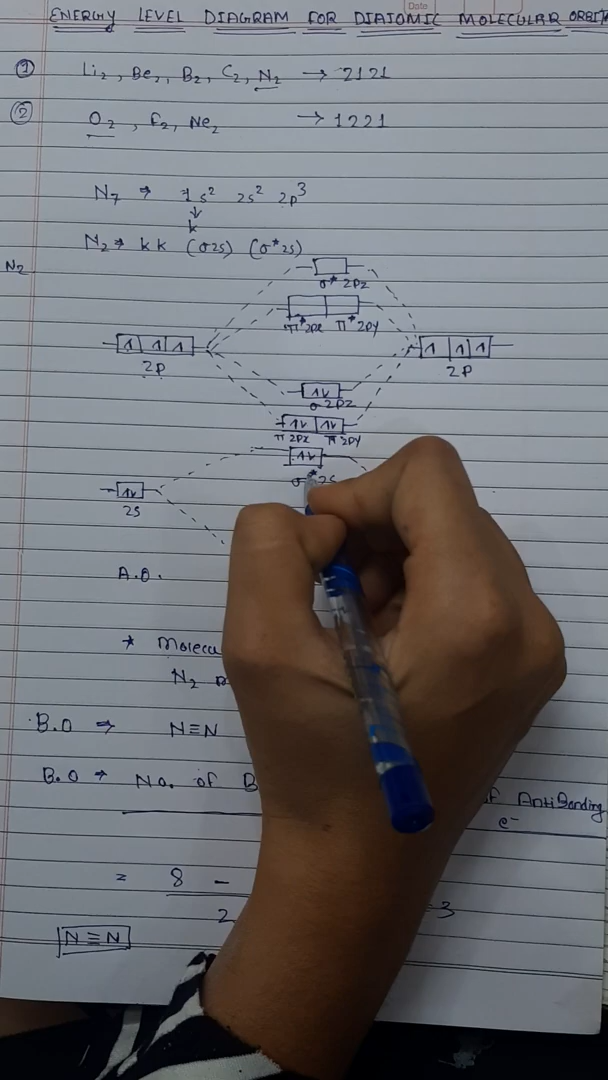 Date
ENERGY LEVEL DIAGRAM FOR DIATOMIC MOLECULAR
① Li₂, Be₂, B₂, C₂, N₂ → 2121
② O₂, F₂, Ne₂ → 1221
N₇ ⇒ 1s² 2s² 2p³
↓
k
N₂ → kk (σ2s) (σ*2s)
N₂
σ*2pz
π*2px π*2py
2p 2p
σ2pz
π2px π2py
σ*2s
2s
A.O.
* Molecu
N₂
B.O ⇒ N≡N
B.O → No. of B of AntiBonding
e⁻
= 8 -
2 3
N≡N